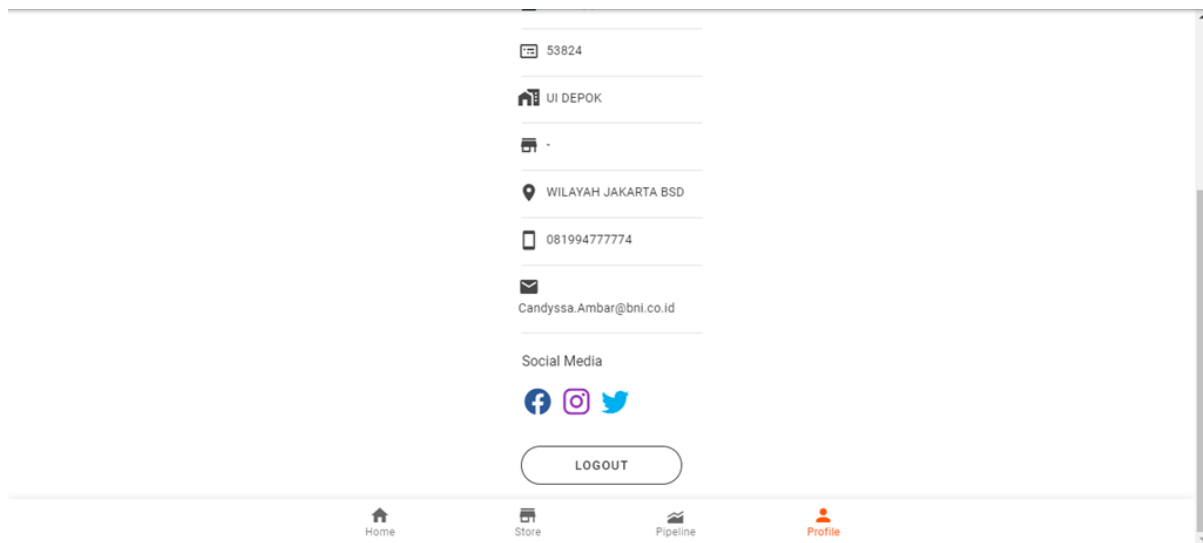 53824
UI DEPOK
-
WILAYAH JAKARTA BSD
081994777774
Candyssa.Ambar@bni.co.id
Social Media
LOGOUT
Home
Store
Pipeline
Profile